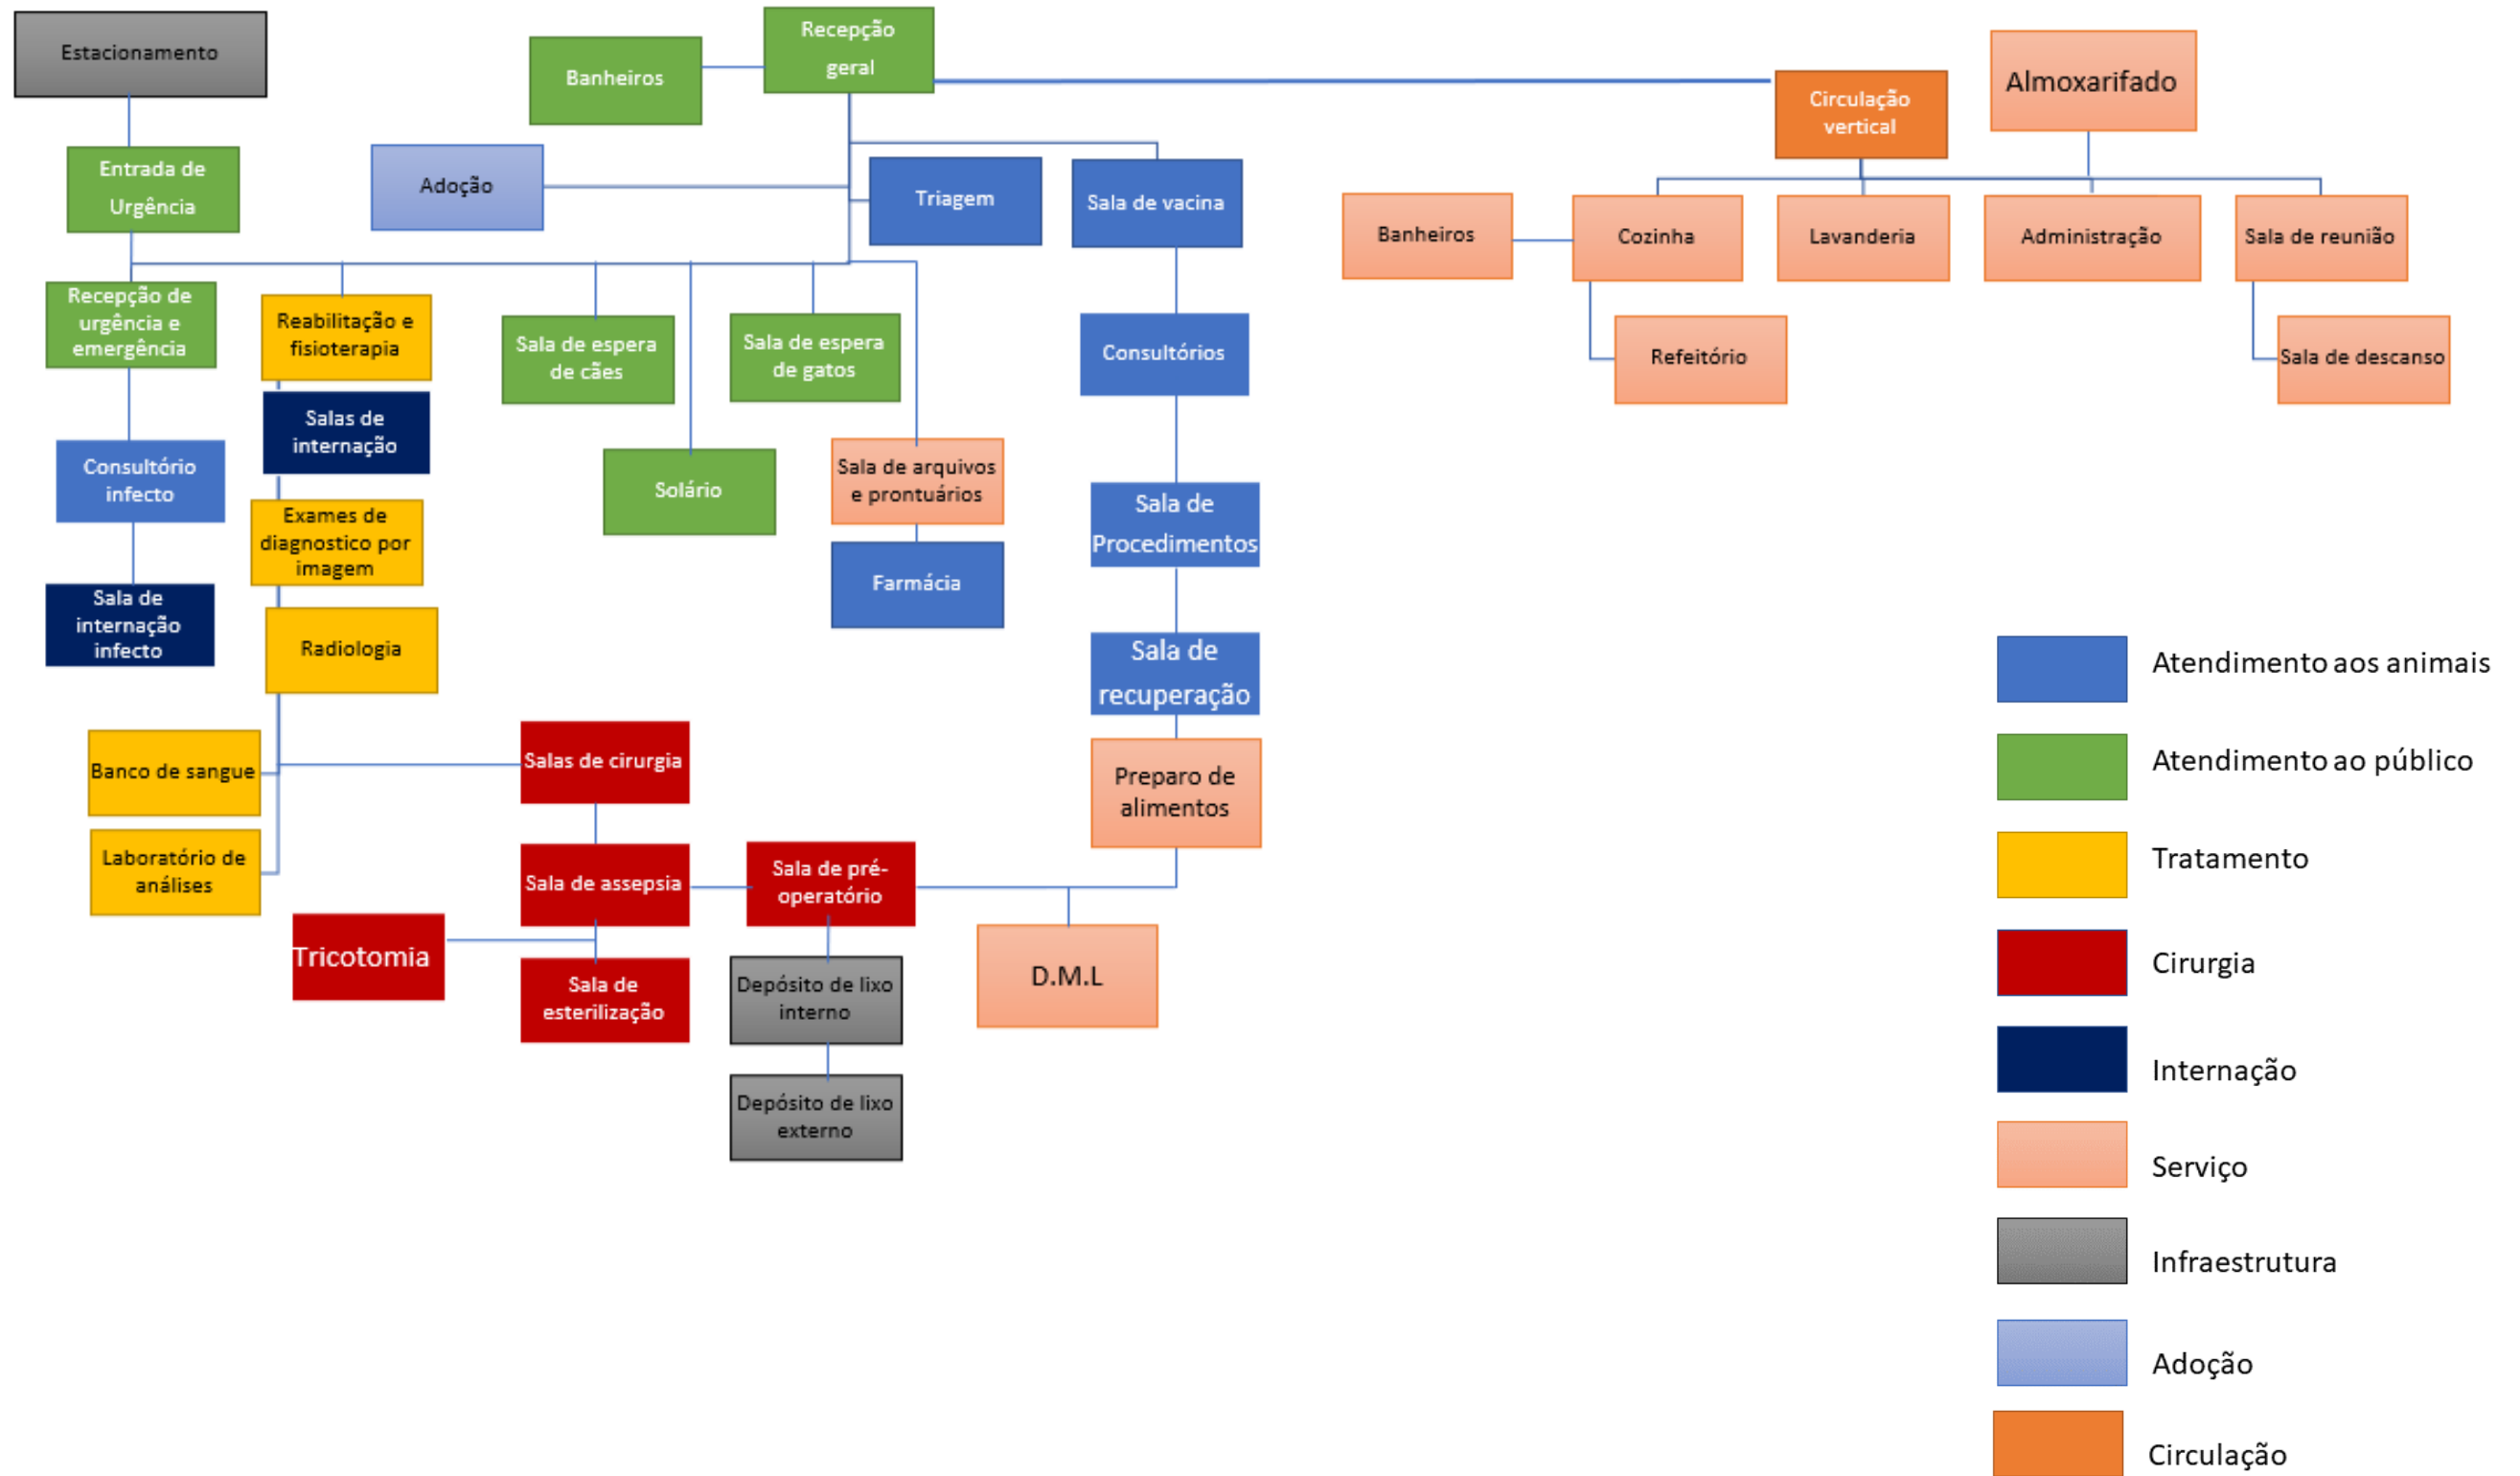 Estacionamento
Recepção
geral
Banheiros
Circulação
vertical
Almoxarifado
Entrada de
Urgência
Adoção
Triagem
Sala de vacina
Banheiros
Cozinha
Lavanderia
Administração
Sala de reunião
Recepção de
urgência e
emergência
Reabilitação e
fisioterapia
Sala de espera
de cães
Sala de espera
de gatos
Consultórios
Refeitório
Sala de descanso
Salas de
internação
Consultório
infecto
Solário
Sala de arquivos
e prontuários
Sala de
Procedimentos
Exames de
diagnostico por
imagem
Farmácia
Sala de
internação
infecto
Radiologia
Sala de
recuperação
Banco de sangue
Salas de cirurgia
Preparo de
alimentos
Laboratório de
análises
Sala de assepsia
Sala de pré-
operatório
Tricotomia
Sala de
esterilização
Depósito de lixo
interno
D.M.L
Depósito de lixo
externo
Atendimento aos animais
Atendimento ao público
Tratamento
Cirurgia
Internação
Serviço
Infraestrutura
Adoção
Circulação